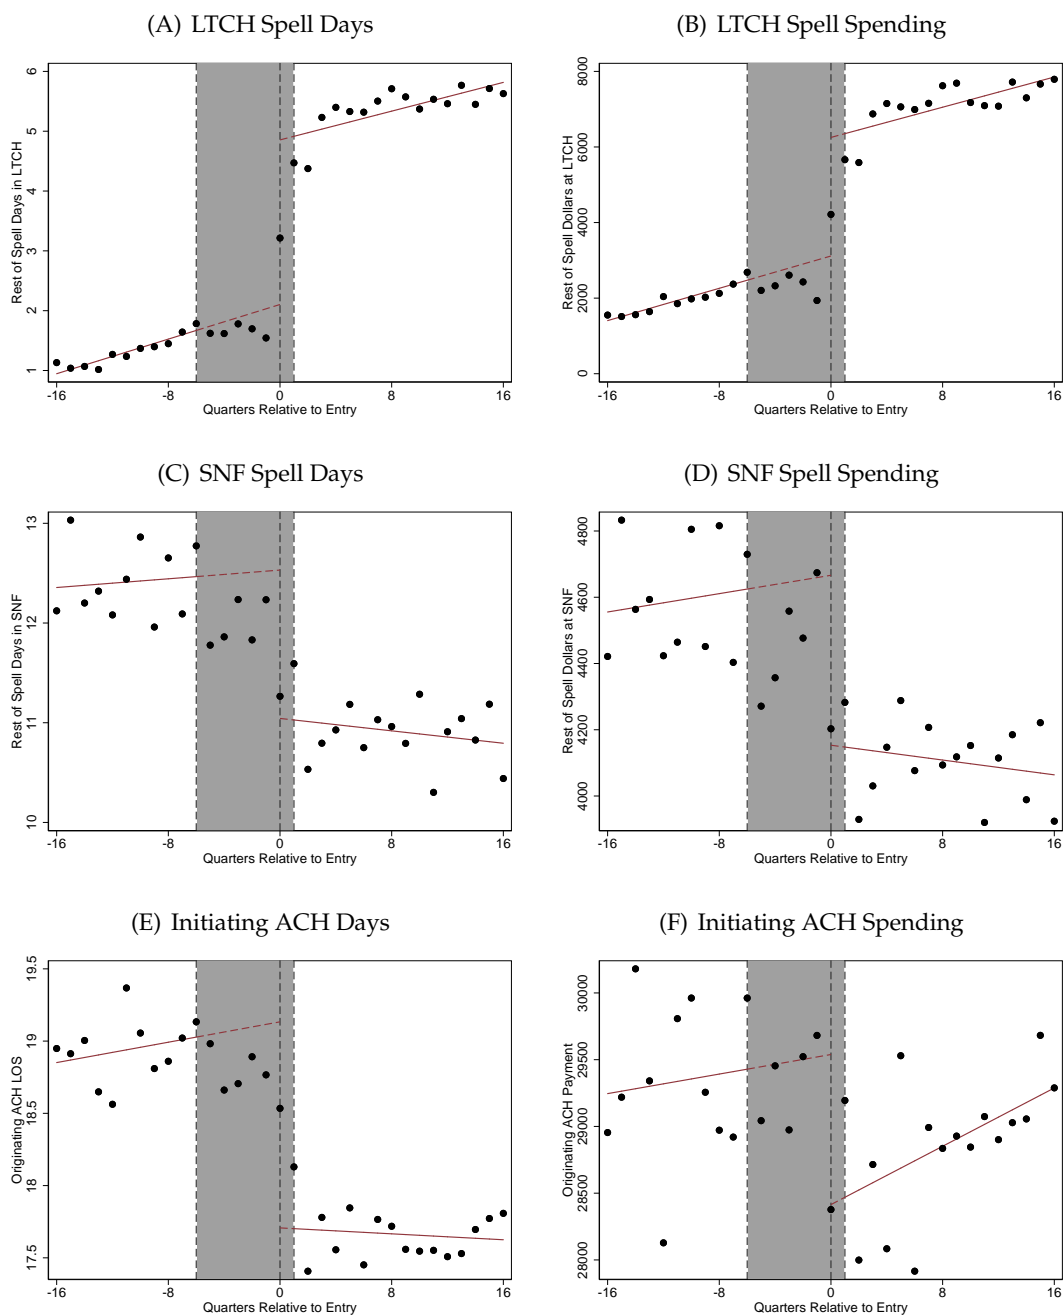 (A) LTCH Spell Days
Rest of Spell Days in LTCH
6
5
4
3
2
1
-16 -8 0 8 16
Quarters Relative to Entry
(B) LTCH Spell Spending
Rest of Spell Dollars at LTCH
8000
6000
4000
2000
0
-16 -8 0 8 16
Quarters Relative to Entry
(C) SNF Spell Days
Rest of Spell Days in SNF
13
12
11
10
-16 -8 0 8 16
Quarters Relative to Entry
(D) SNF Spell Spending
Rest of Spell Dollars at SNF
4800
4600
4400
4200
4000
-16 -8 0 8 16
Quarters Relative to Entry
(E) Initiating ACH Days
Originating ACH LOS
19.5
19
18.5
18
17.5
-16 -8 0 8 16
Quarters Relative to Entry
(F) Initiating ACH Spending
Originating ACH Payment
30000
29500
29000
28500
28000
-16 -8 0 8 16
Quarters Relative to Entry